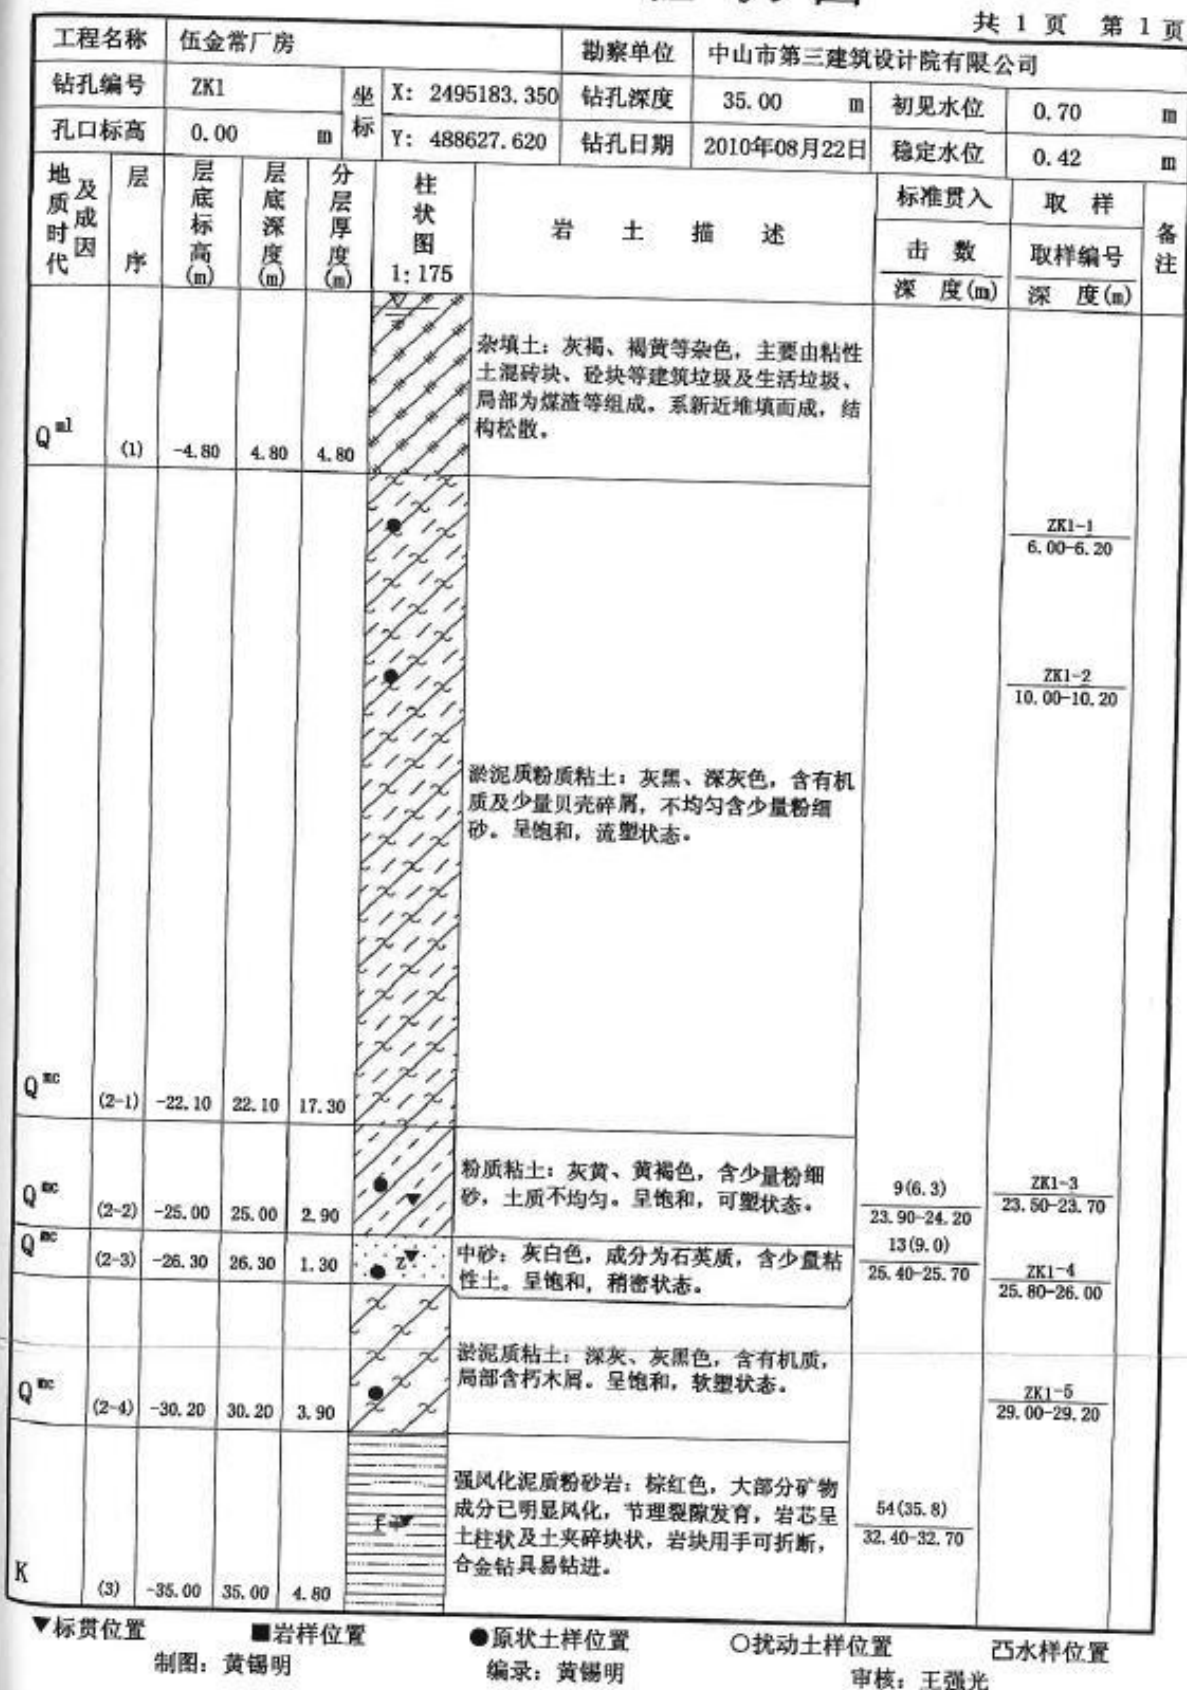 共 1 页 第 1 页
工程名称 伍金常厂房 勘察单位 中山市第三建筑设计院有限公司
钻孔编号 ZK1 坐标 X: 2495183.350 钻孔深度 35.00 m 初见水位 0.70 m
孔口标高 0.00 m Y: 488627.620 钻孔日期 2010年08月22日 稳定水位 0.42 m
地质时代及成因 层序 层底标高(m) 层底深度(m) 分层厚度(m) 柱状图 1:175 岩土描述 标准贯入 击数 深度(m) 取样 取样编号 深度(m) 备注
杂填土：灰褐、褐黄等杂色，主要由粘性
土混砖块、砼块等建筑垃圾及生活垃圾、
局部为煤渣等组成。系新近堆填而成，结
构松散。
Q ml (1) -4.80 4.80 4.80
ZK1-1
6.00-6.20
ZK1-2
10.00-10.20
淤泥质粉质粘土：灰黑、深灰色，含有机
质及少量贝壳碎屑，不均匀含少量粉细
砂。呈饱和，流塑状态。
Q mc (2-1) -22.10 22.10 17.30
粉质粘土：灰黄、黄褐色，含少量粉细
砂，土质不均匀。呈饱和，可塑状态。
Q mc (2-2) -25.00 25.00 2.90
9(6.3)
23.90-24.20
ZK1-3
23.50-23.70
中砂：灰白色，成分为石英质，含少量粘
性土。呈饱和，稍密状态。
Q mc (2-3) -26.30 26.30 1.30
z
13(9.0)
25.40-25.70
ZK1-4
25.80-26.00
淤泥质粘土：深灰、灰黑色，含有机质，
局部含朽木屑。呈饱和，软塑状态。
Q mc (2-4) -30.20 30.20 3.90
ZK1-5
29.00-29.20
强风化泥质粉砂岩：棕红色，大部分矿物
成分已明显风化，节理裂隙发育，岩芯呈
土柱状及土夹碎块状，岩块用手可折断，
合金钻具易钻进。
f
54(35.8)
32.40-32.70
K (3) -35.00 35.00 4.80
▼标贯位置 ■岩样位置 ●原状土样位置 ○扰动土样位置 凸水样位置
制图：黄锡明 编录：黄锡明 审核：王强光